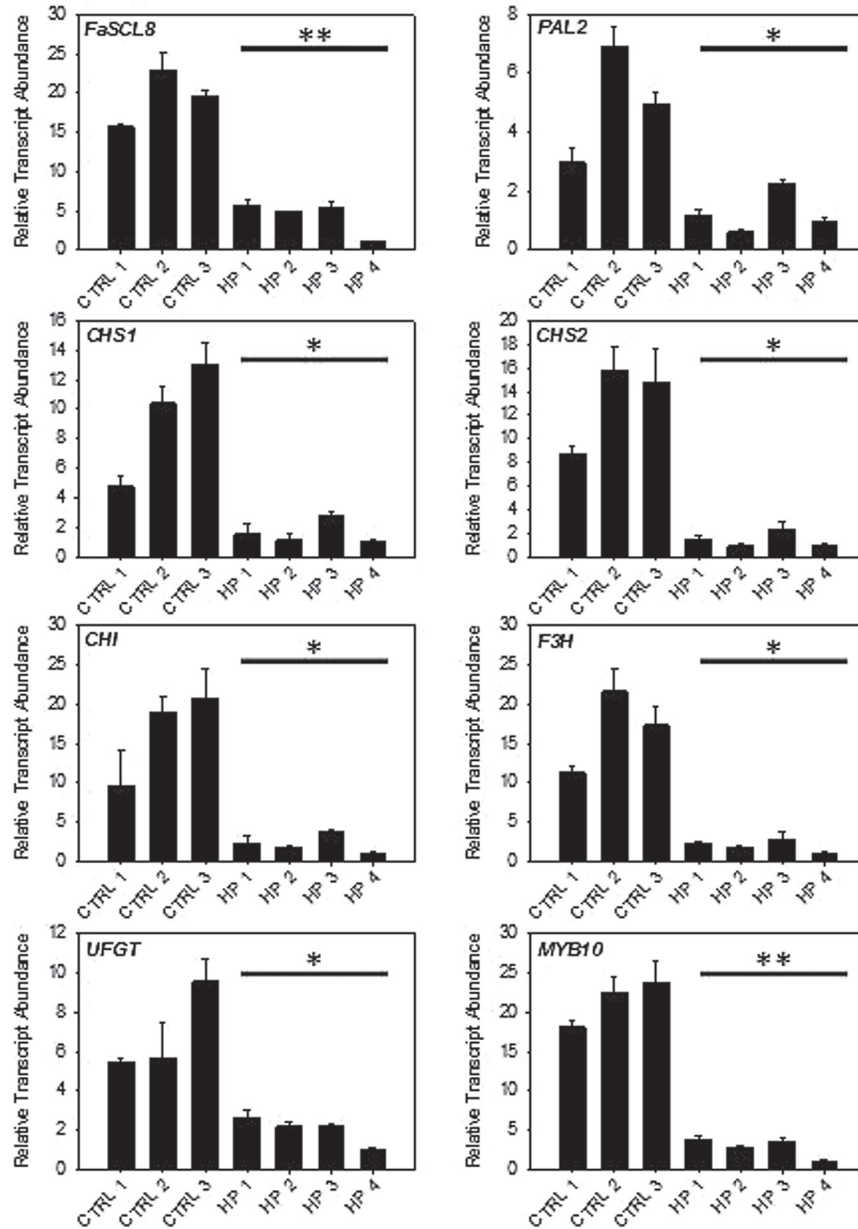 FaSCL8
**
Relative Transcript Abundance
30
25
20
15
10
5
0
CTRL 1
CTRL 2
CTRL 3
HP 1
HP 2
HP 3
HP 4
PAL2
*
Relative Transcript Abundance
8
6
4
2
0
CTRL 1
CTRL 2
CTRL 3
HP 1
HP 2
HP 3
HP 4
CHS1
*
Relative Transcript Abundance
16
14
12
10
8
6
4
2
0
CTRL 1
CTRL 2
CTRL 3
HP 1
HP 2
HP 3
HP 4
CHS2
*
Relative Transcript Abundance
20
18
16
14
12
10
8
6
4
2
0
CTRL 1
CTRL 2
CTRL 3
HP 1
HP 2
HP 3
HP 4
CHI
*
Relative Transcript Abundance
30
25
20
15
10
5
0
CTRL 1
CTRL 2
CTRL 3
HP 1
HP 2
HP 3
HP 4
F3H
*
Relative Transcript Abundance
30
25
20
15
10
5
0
CTRL 1
CTRL 2
CTRL 3
HP 1
HP 2
HP 3
HP 4
UFGT
*
Relative Transcript Abundance
12
10
8
6
4
2
0
CTRL 1
CTRL 2
CTRL 3
HP 1
HP 2
HP 3
HP 4
MYB10
**
Relative Transcript Abundance
30
25
20
15
10
5
0
CTRL 1
CTRL 2
CTRL 3
HP 1
HP 2
HP 3
HP 4